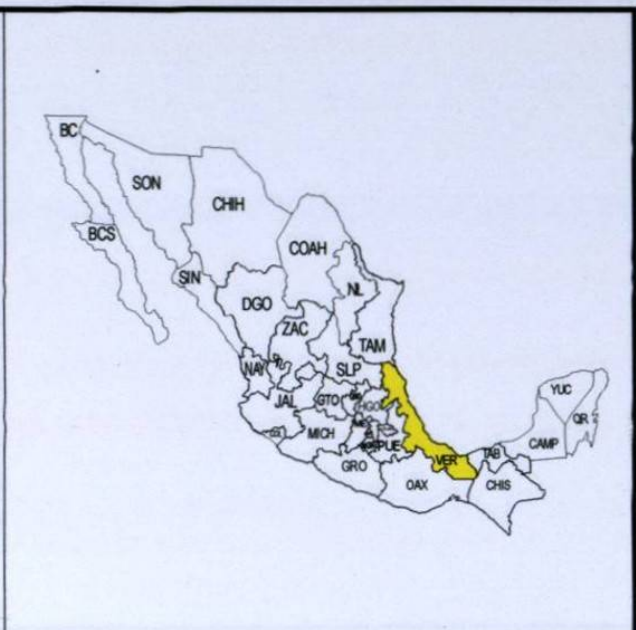 BC
SON
CHIH
BCS
COAH
SIN
NL
DGO
ZAC
TAM
NAY
SLP
YUC
JAL
GTO
HGO
QR
MICH
PUE
CAMP
VER
TAB
GRO
OAX
CHIS